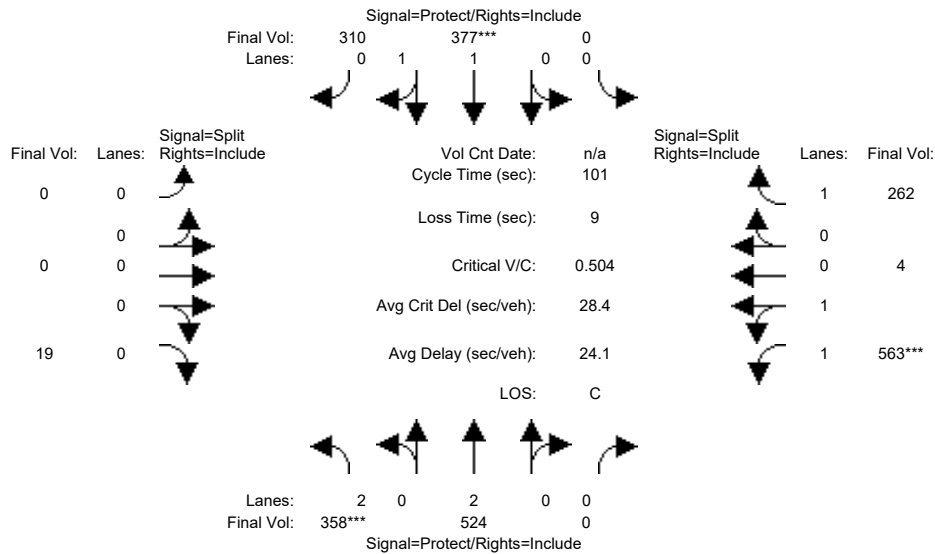 Signal=Protect/Rights=Include
Final Vol: 310 377*** 0
Lanes: 0 1 1 0 0
Signal=Split
Final Vol: Lanes: Rights=Include
Vol Cnt Date: n/a
Signal=Split
Rights=Include Lanes: Final Vol:
Cycle Time (sec): 101
0 0
1 262
Loss Time (sec): 9
0
0
0 0
Critical V/C: 0.504
0 4
0
Avg Crit Del (sec/veh): 28.4
1
19 0
Avg Delay (sec/veh): 24.1
1 563***
LOS: C
Lanes: 2 0 2 0 0
Final Vol: 358*** 524 0
Signal=Protect/Rights=Include